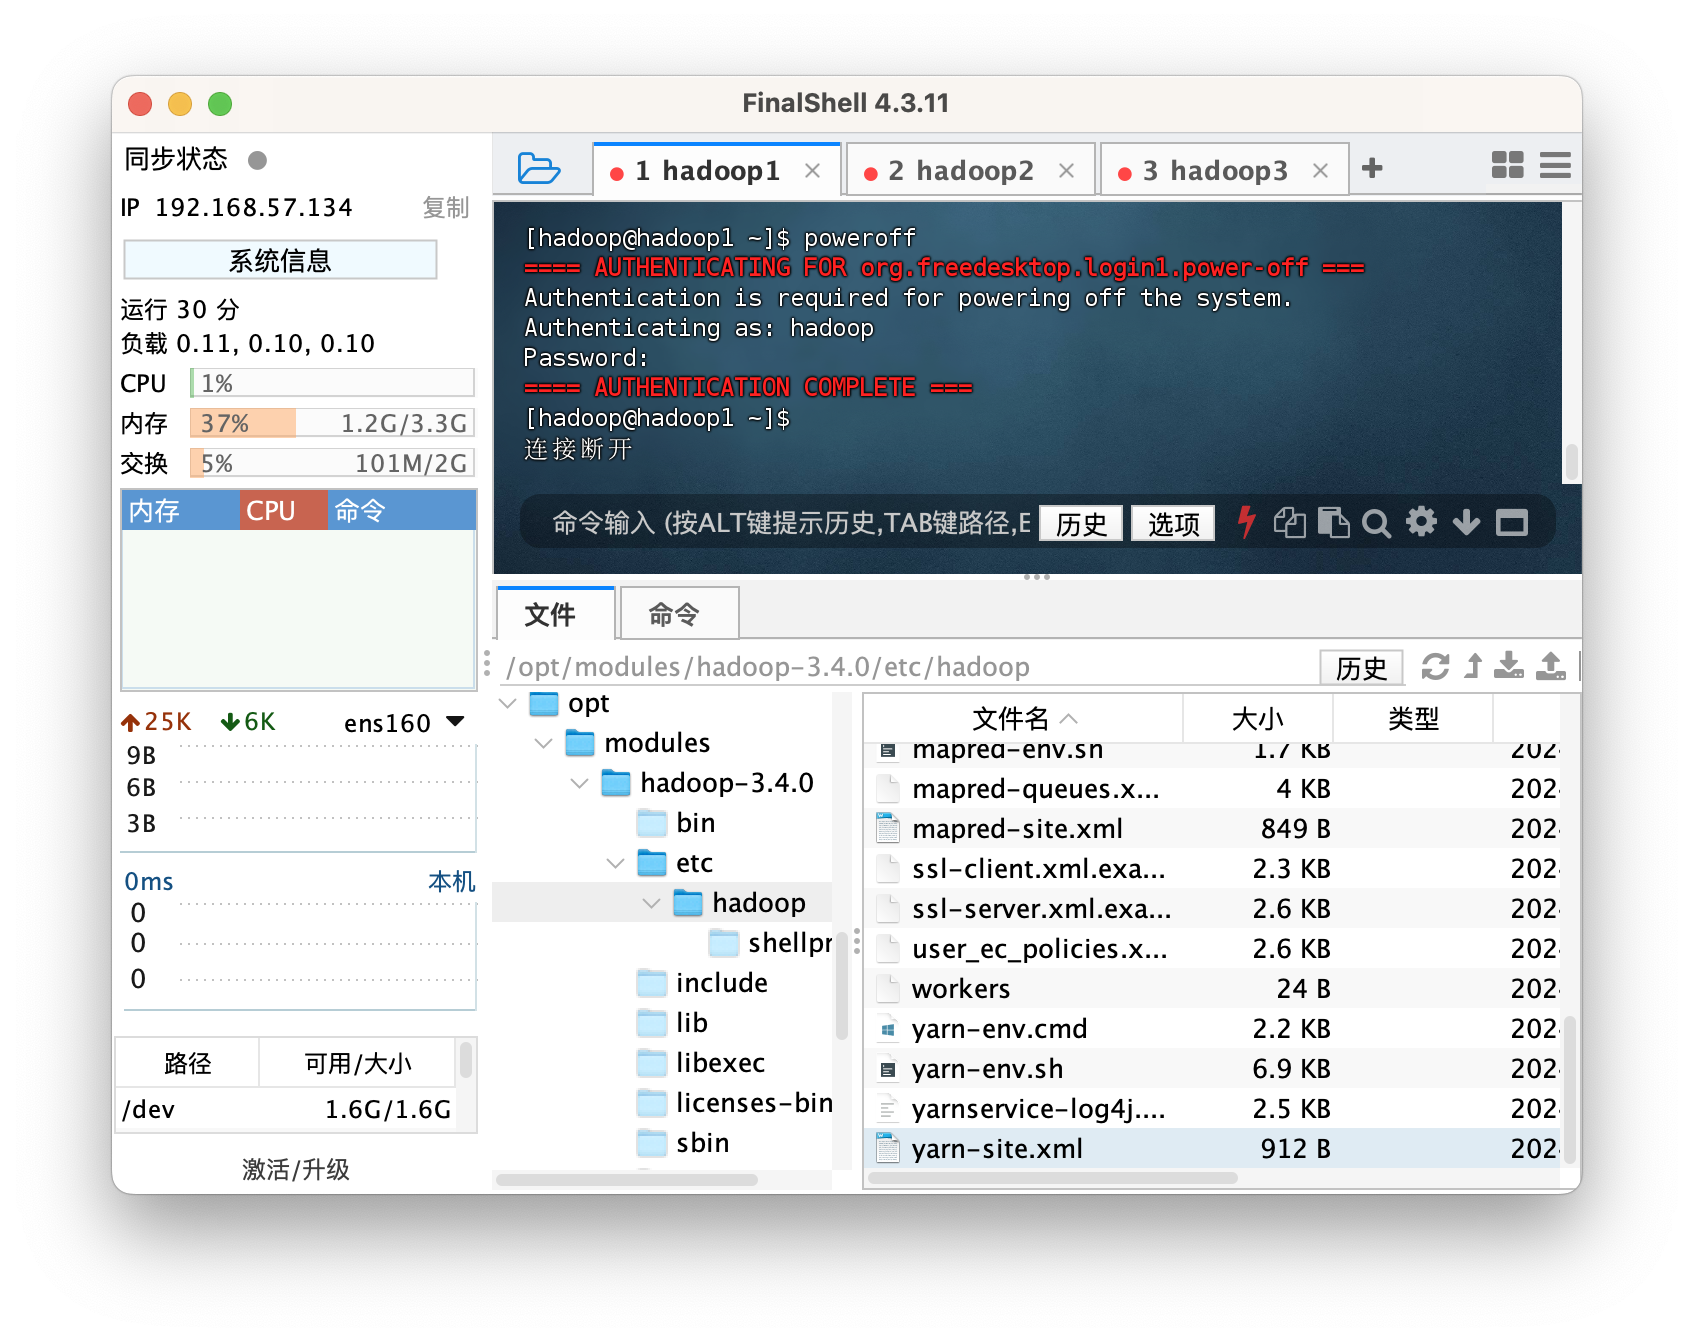 FinalShell 4.3.11
同步状态
IP 192.168.57.134
复制
系统信息
运行 30 分
负载 0.11, 0.10, 0.10
CPU 1%
内存 37% 1.2G/3.3G
交换 5% 101M/2G
内存 CPU 命令
25K 6K ens160
9B
6B
3B
0ms 本机
0
0
0
路径 可用/大小
/dev 1.6G/1.6G
激活/升级
1 hadoop1
2 hadoop2
3 hadoop3
[hadoop@hadoop1 ~]$ poweroff
==== AUTHENTICATING FOR org.freedesktop.login1.power-off ===
Authentication is required for powering off the system.
Authenticating as: hadoop
Password:
==== AUTHENTICATION COMPLETE ===
[hadoop@hadoop1 ~]$
连接断开
命令输入 (按ALT键提示历史,TAB键路径,E 历史 选项
文件 命令
/opt/modules/hadoop-3.4.0/etc/hadoop 历史
opt
modules
hadoop-3.4.0
bin
etc
hadoop
shellpr
include
lib
libexec
licenses-bin
sbin
文件名 大小 类型
mapred-env.sh 1.7 KB 202
mapred-queues.x... 4 KB 202
mapred-site.xml 849 B 202
ssl-client.xml.exa... 2.3 KB 202
ssl-server.xml.exa... 2.6 KB 202
user_ec_policies.x... 2.6 KB 202
workers 24 B 202
yarn-env.cmd 2.2 KB 202
yarn-env.sh 6.9 KB 202
yarnservice-log4j.... 2.5 KB 202
yarn-site.xml 912 B 202